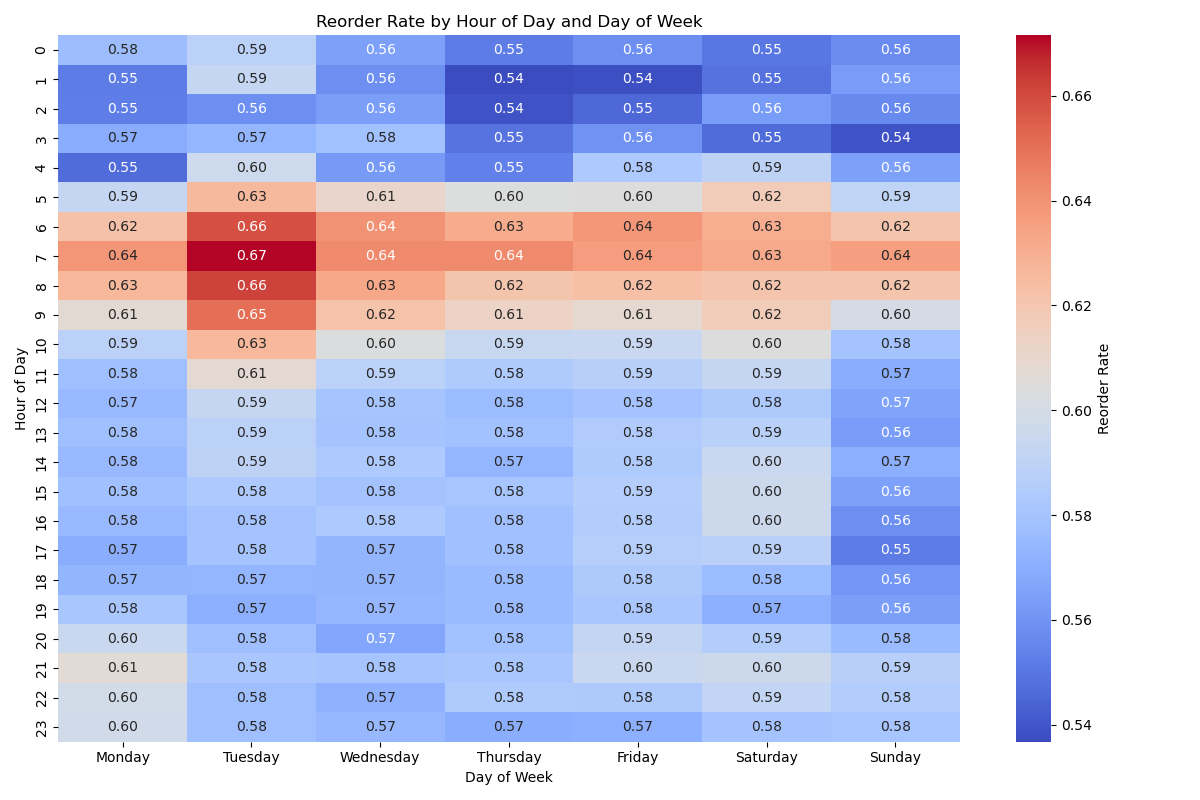 Reorder Rate by Hour of Day and Day of Week
0 0.58 0.59 0.56 0.55 0.56 0.55 0.56
1 0.55 0.59 0.56 0.54 0.54 0.55 0.56
2 0.55 0.56 0.56 0.54 0.55 0.56 0.56
3 0.57 0.57 0.58 0.55 0.56 0.55 0.54
4 0.55 0.60 0.56 0.55 0.58 0.59 0.56
5 0.59 0.63 0.61 0.60 0.60 0.62 0.59
6 0.62 0.66 0.64 0.63 0.64 0.63 0.62
7 0.64 0.67 0.64 0.64 0.64 0.63 0.64
8 0.63 0.66 0.63 0.62 0.62 0.62 0.62
9 0.61 0.65 0.62 0.61 0.61 0.62 0.60
10 0.59 0.63 0.60 0.59 0.59 0.60 0.58
11 0.58 0.61 0.59 0.58 0.59 0.59 0.57
12 0.57 0.59 0.58 0.58 0.58 0.58 0.57
13 0.58 0.59 0.58 0.58 0.58 0.59 0.56
14 0.58 0.59 0.58 0.57 0.58 0.60 0.57
15 0.58 0.58 0.58 0.58 0.59 0.60 0.56
16 0.58 0.58 0.58 0.58 0.58 0.60 0.56
17 0.57 0.58 0.57 0.58 0.59 0.59 0.55
18 0.57 0.57 0.57 0.58 0.58 0.58 0.56
19 0.58 0.57 0.57 0.58 0.58 0.57 0.56
20 0.60 0.58 0.57 0.58 0.59 0.59 0.58
21 0.61 0.58 0.58 0.58 0.60 0.60 0.59
22 0.60 0.58 0.57 0.58 0.58 0.59 0.58
23 0.60 0.58 0.57 0.57 0.57 0.58 0.58
Monday Tuesday Wednesday Thursday Friday Saturday Sunday
Day of Week
Hour of Day
0.66
0.64
0.62
0.60
0.58
0.56
0.54
Reorder Rate